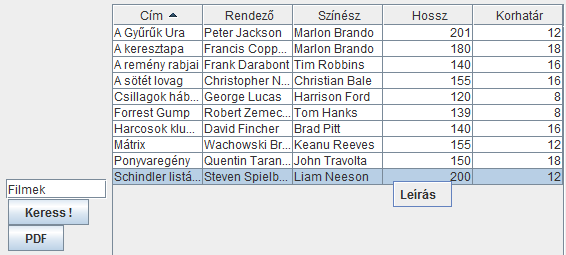 Cím Rendező Színész Hossz Korhatár
A Gyűrűk Ura Peter Jackson Marlon Brando 201 12
A keresztapa Francis Copp... Marlon Brando 180 18
A remény rabjai Frank Darabont Tim Robbins 140 16
A sötét lovag Christopher N... Christian Bale 155 16
Csillagok háb... George Lucas Harrison Ford 120 8
Forrest Gump Robert Zemec... Tom Hanks 139 8
Harcosok klu... David Fincher Brad Pitt 140 16
Mátrix Wachowski Br... Keanu Reeves 155 12
Ponyvaregény Quentin Taran... John Travolta 150 18
Schindler listá... Steven Spielb... Liam Neeson 200 12
Leírás
Filmek
Keress !
PDF